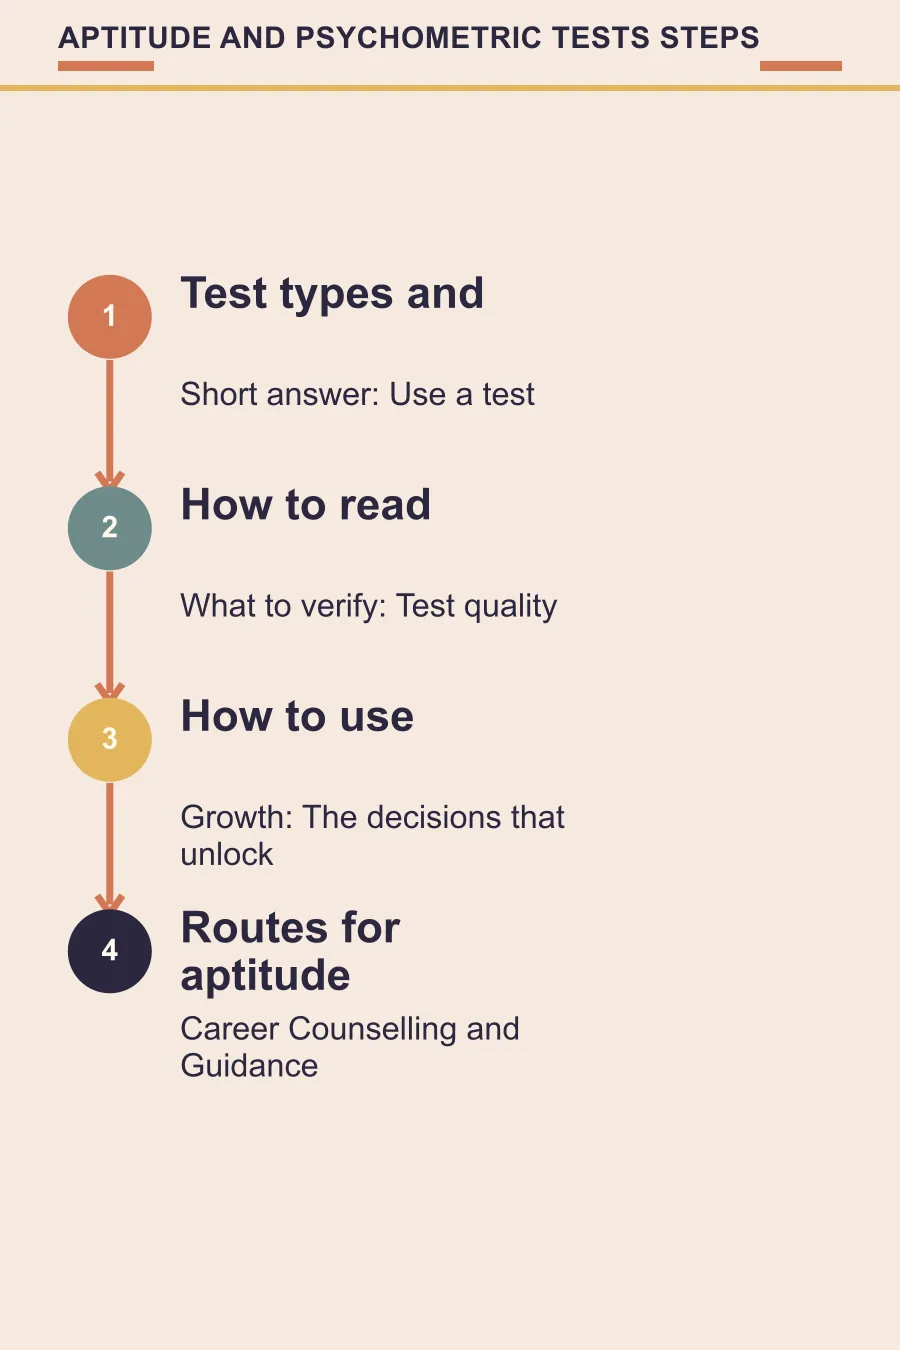 APTITUDE AND PSYCHOMETRIC TESTS STEPS
1
Test types and
Short answer: Use a test
2
How to read
What to verify: Test quality
3
How to use
Growth: The decisions that
unlock
4
Routes for
aptitude
Career Counselling and
Guidance